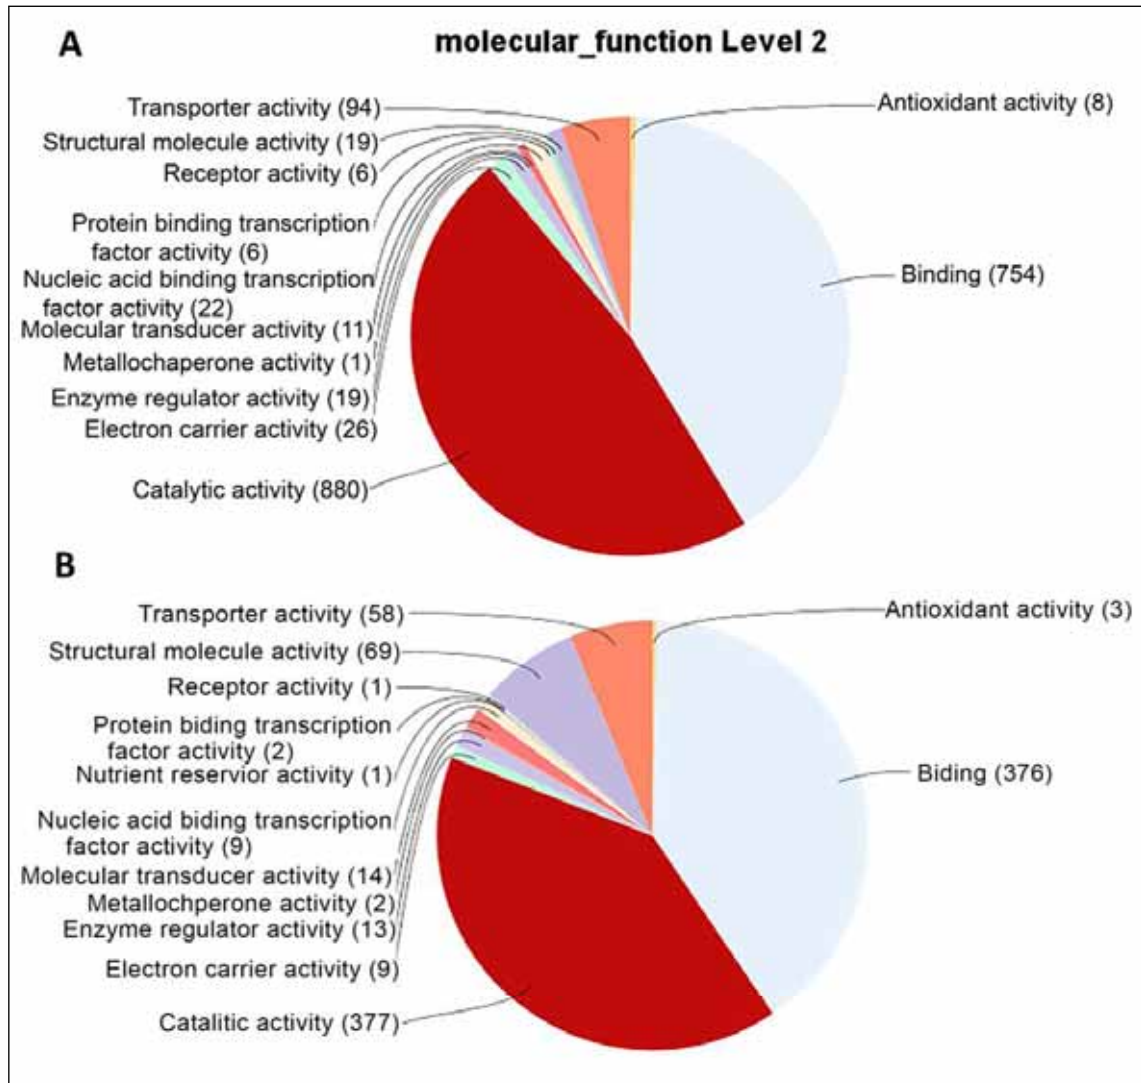 A
molecular_function Level 2
Transporter activity (94)
Antioxidant activity (8)
Structural molecule activity (19)
Receptor activity (6)
Protein binding transcription
factor activity (6)
Binding (754)
Nucleic acid binding transcription
factor activity (22)
Molecular transducer activity (11)
Metallochaperone activity (1)
Enzyme regulator activity (19)
Electron carrier activity (26)
Catalytic activity (880)
B
Transporter activity (58)
Antioxidant activity (3)
Structural molecule activity (69)
Receptor activity (1)
Protein biding transcription
factor activity (2)
Nutrient reservior activity (1)
Biding (376)
Nucleic acid biding transcription
factor activity (9)
Molecular transducer activity (14)
Metallochperone activity (2)
Enzyme regulator activity (13)
Electron carrier activity (9)
Catalitic activity (377)